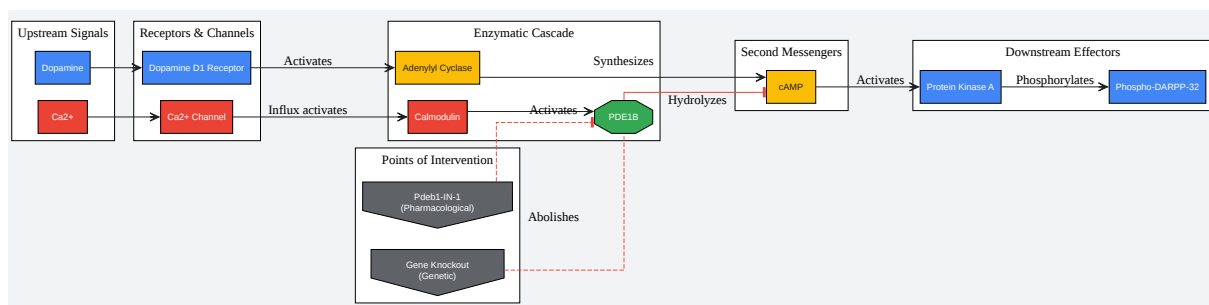 Upstream Signals
Receptors & Channels
Enzymatic Cascade
Second Messengers
Downstream Effectors
Dopamine
Dopamine D1 Receptor
Activates
Adenylyl Cyclase
Synthesizes
cAMP
Activates
Protein Kinase A
Phosphorylates
Phospho-DARPP-32
Ca2+
Ca2+ Channel
Influx activates
Calmodulin
Activates
PDE1B
Hydrolyzes
Points of Intervention
Pdeb1-IN-1
(Pharmacological)
Abolishes
Gene Knockout
(Genetic)